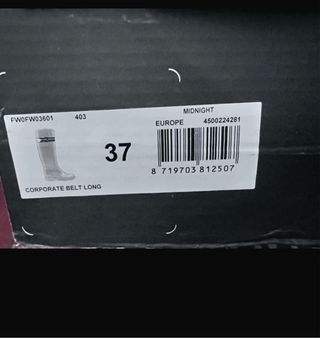 FW0FW03601 403 MIDNIGHT
EUROPE 4500224281
37
8 719703 812507
CORPORATE BELT LONG